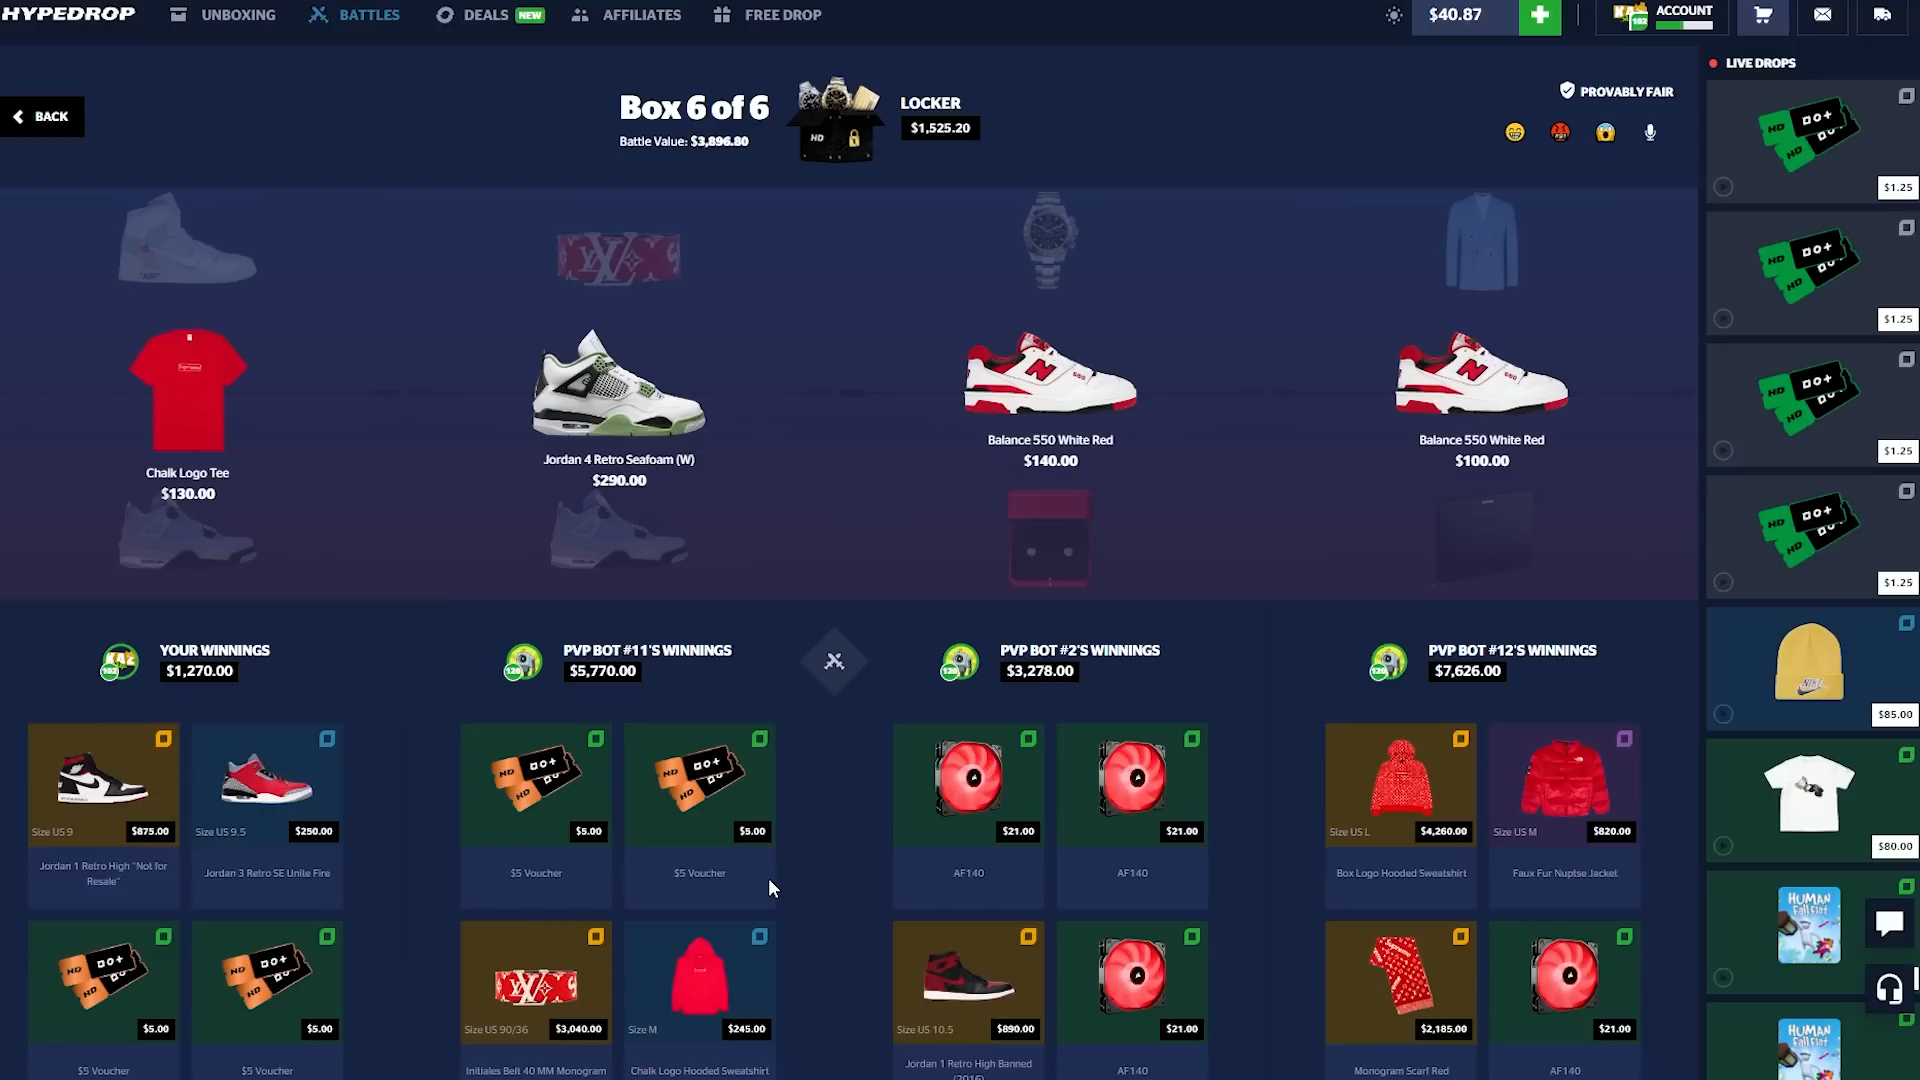 HYPEDROP
UNBOXING
BATTLES
DEALS NEW
AFFILIATES
FREE DROP
$40.87
102
ACCOUNT
BACK
Box 6 of 6
Battle Value: $3,896.80
HD
LOCKER
$1,525.20
PROVABLY FAIR
LIVE DROPS
$1.25
$1.25
$1.25
$1.25
$85.00
$80.00
HUMAN
fall flat
HUMAN
fall flat
Chalk Logo Tee
$130.00
Jordan 4 Retro Seafoam (W)
$290.00
Balance 550 White Red
$140.00
Balance 550 White Red
$100.00
YOUR WINNINGS
$1,270.00
PVP BOT #11'S WINNINGS
$5,770.00
PVP BOT #2'S WINNINGS
$3,278.00
PVP BOT #12'S WINNINGS
$7,626.00
Size US 9
$875.00
Jordan 1 Retro High "Not for
Resale"
Size US 9.5
$250.00
Jordan 3 Retro SE Unite Fire
$5.00
$5 Voucher
$5.00
$5 Voucher
$21.00
AF140
$21.00
AF140
Size US L
$4,260.00
Box Logo Hooded Sweatshirt
Size US M
$820.00
Faux Fur Nuptse Jacket
$5.00
$5 Voucher
$5.00
$5 Voucher
Size US 90/36
$3,040.00
Initiales Belt 40 MM Monogram
Size M
$245.00
Chalk Logo Hooded Sweatshirt
Size US 10.5
$890.00
Jordan 1 Retro High Banned
(2016)
$21.00
AF140
$2,185.00
Monogram Scarf Red
$21.00
AF140